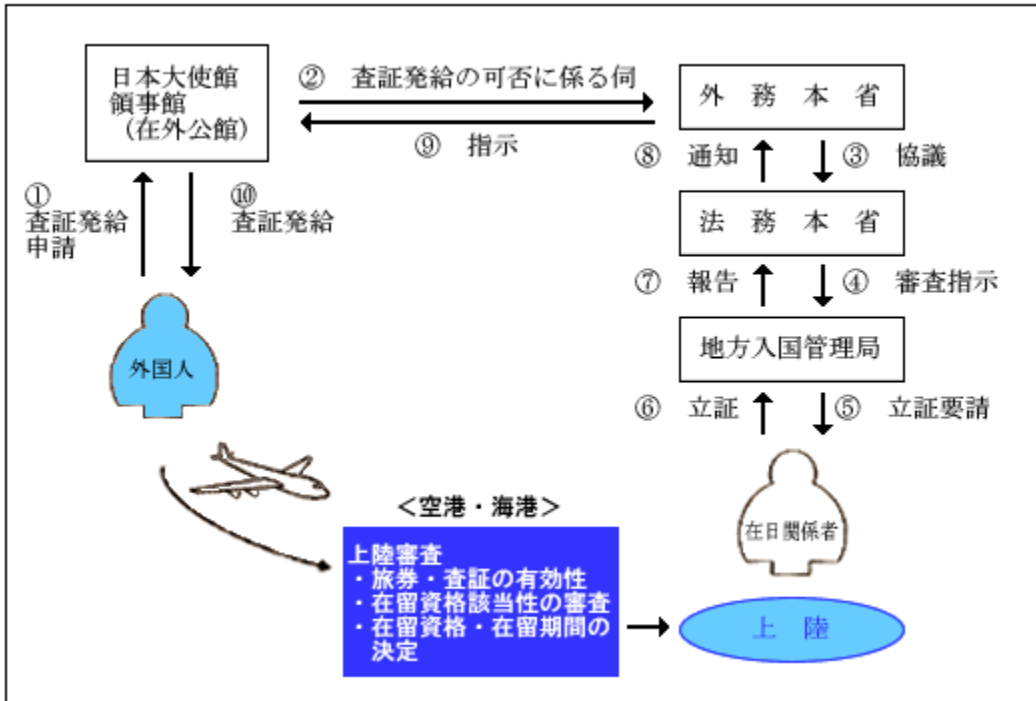 日本大使館
領事館
（在外公館）
② 査証発給の可否に係る伺
外 務 本 省
⑨ 指示
⑧ 通知
③ 協議
①
査証発給
申請
⑩
査証発給
法 務 本 省
⑦ 報告
④ 審査指示
外国人
地方入国管理局
⑥ 立証
⑤ 立証要請
＜空港・海港＞
在日関係者
上陸審査
・旅券・査証の有効性
・在留資格該当性の審査
・在留資格・在留期間の
決定
上 陸